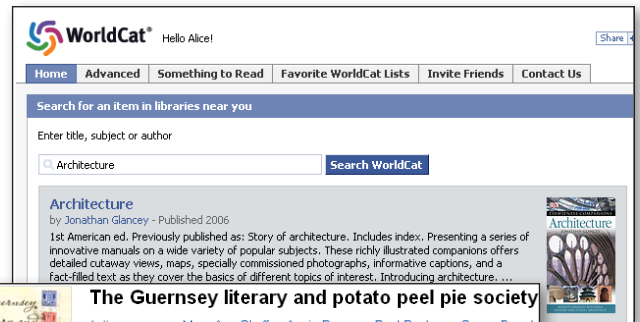 WorldCat® Hello Alice!
Share +
Home Advanced Something to Read Favorite WorldCat Lists Invite Friends Contact Us
Search for an item in libraries near you
Enter title, subject or author
Architecture Search WorldCat
Architecture
by Jonathan Glancey - Published 2006
1st American ed. Previously published as: Story of architecture. Includes index. Presenting a series of
innovative manuals on a wide variety of popular subjects. These richly illustrated companions offers
detailed cutaway views, maps, specially commissioned photographs, informative captions, and a
fact-filled text as they cover the basics of different topics of interest. Introducing architecture. ...
EYEWITNESS COMPANIONS
Architecture
JONATHAN GLANCEY
The Guernsey literary and potato peel pie society